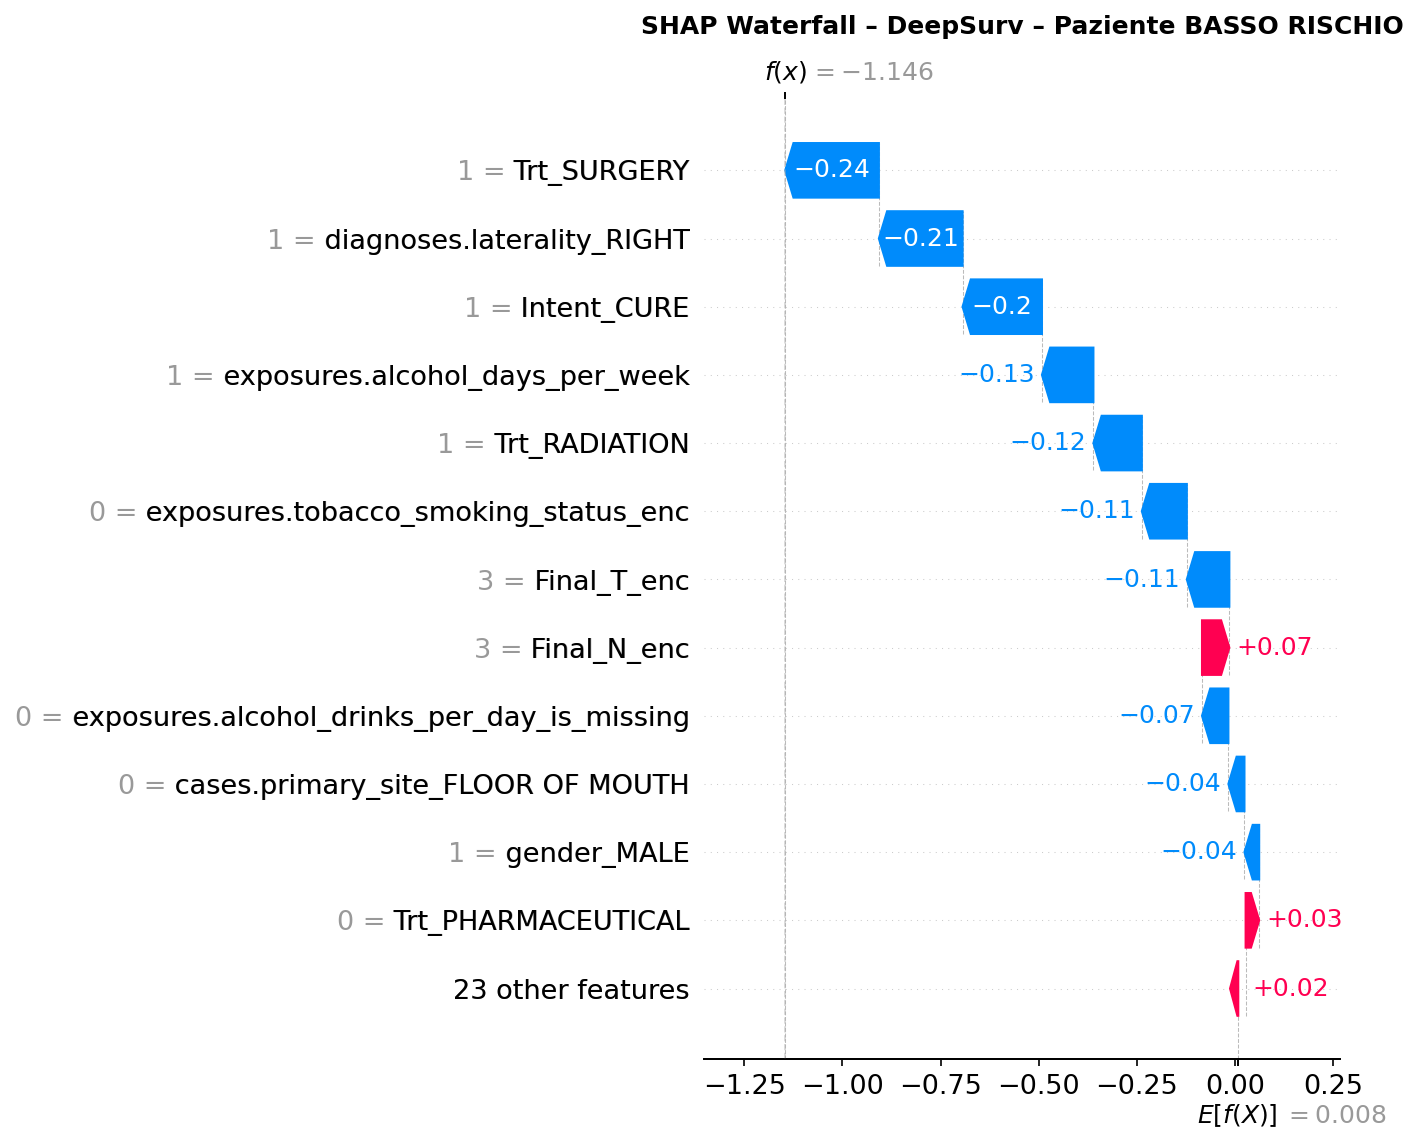 SHAP Waterfall – DeepSurv – Paziente BASSO RISCHIO
f(x) = −1.146
1 = Trt_SURGERY −0.24
1 = diagnoses.laterality_RIGHT −0.21
1 = Intent_CURE −0.2
1 = exposures.alcohol_days_per_week −0.13
1 = Trt_RADIATION −0.12
0 = exposures.tobacco_smoking_status_enc −0.11
3 = Final_T_enc −0.11
3 = Final_N_enc +0.07
0 = exposures.alcohol_drinks_per_day_is_missing −0.07
0 = cases.primary_site_FLOOR OF MOUTH −0.04
1 = gender_MALE −0.04
0 = Trt_PHARMACEUTICAL +0.03
23 other features +0.02
−1.25 −1.00 −0.75 −0.50 −0.25 0.00 0.25
E[f(X)] = 0.008